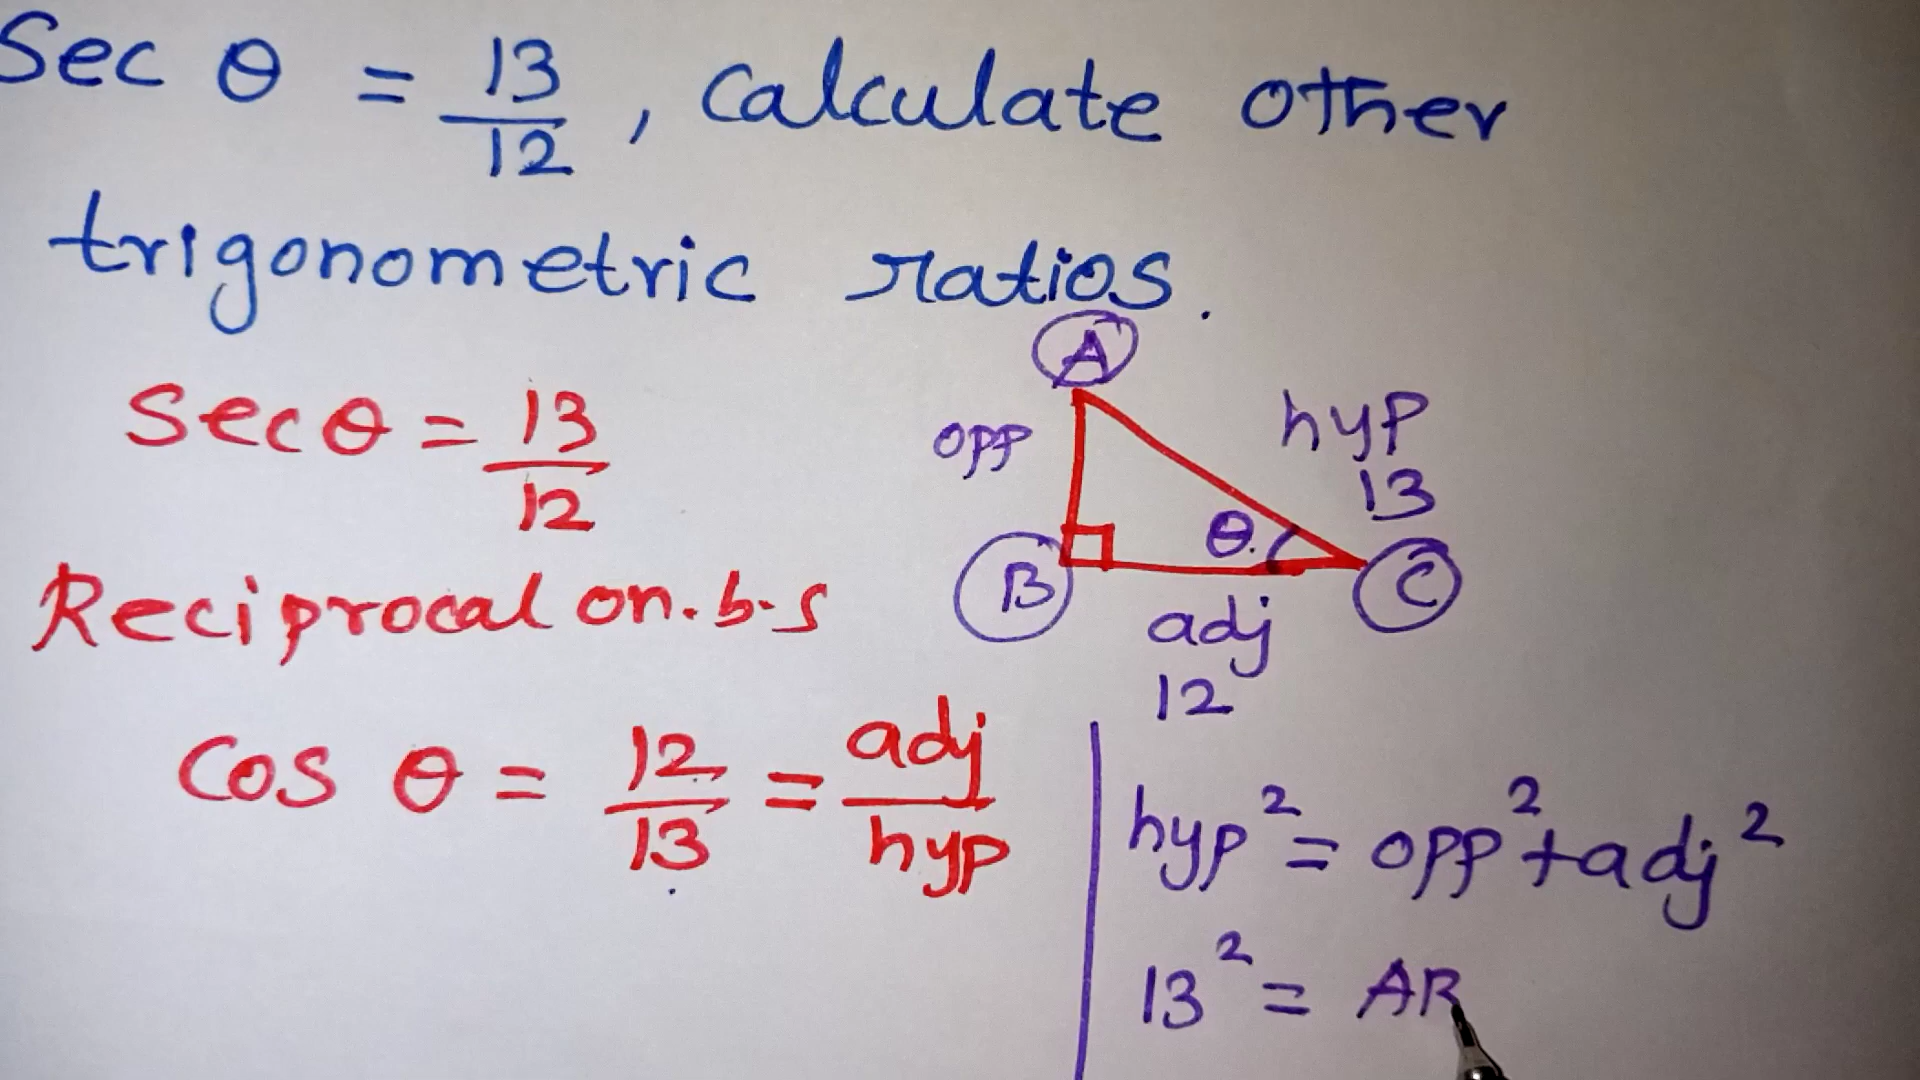 Sec θ = 13/12, calculate other
trigonometric ratios.
Sec θ = 13/12
Reciprocal on. b.s
Cos θ = 12/13 = adj/hyp
A
opp
hyp
13
θ
B
C
adj
12
hyp² = opp² + adj²
13² = AB